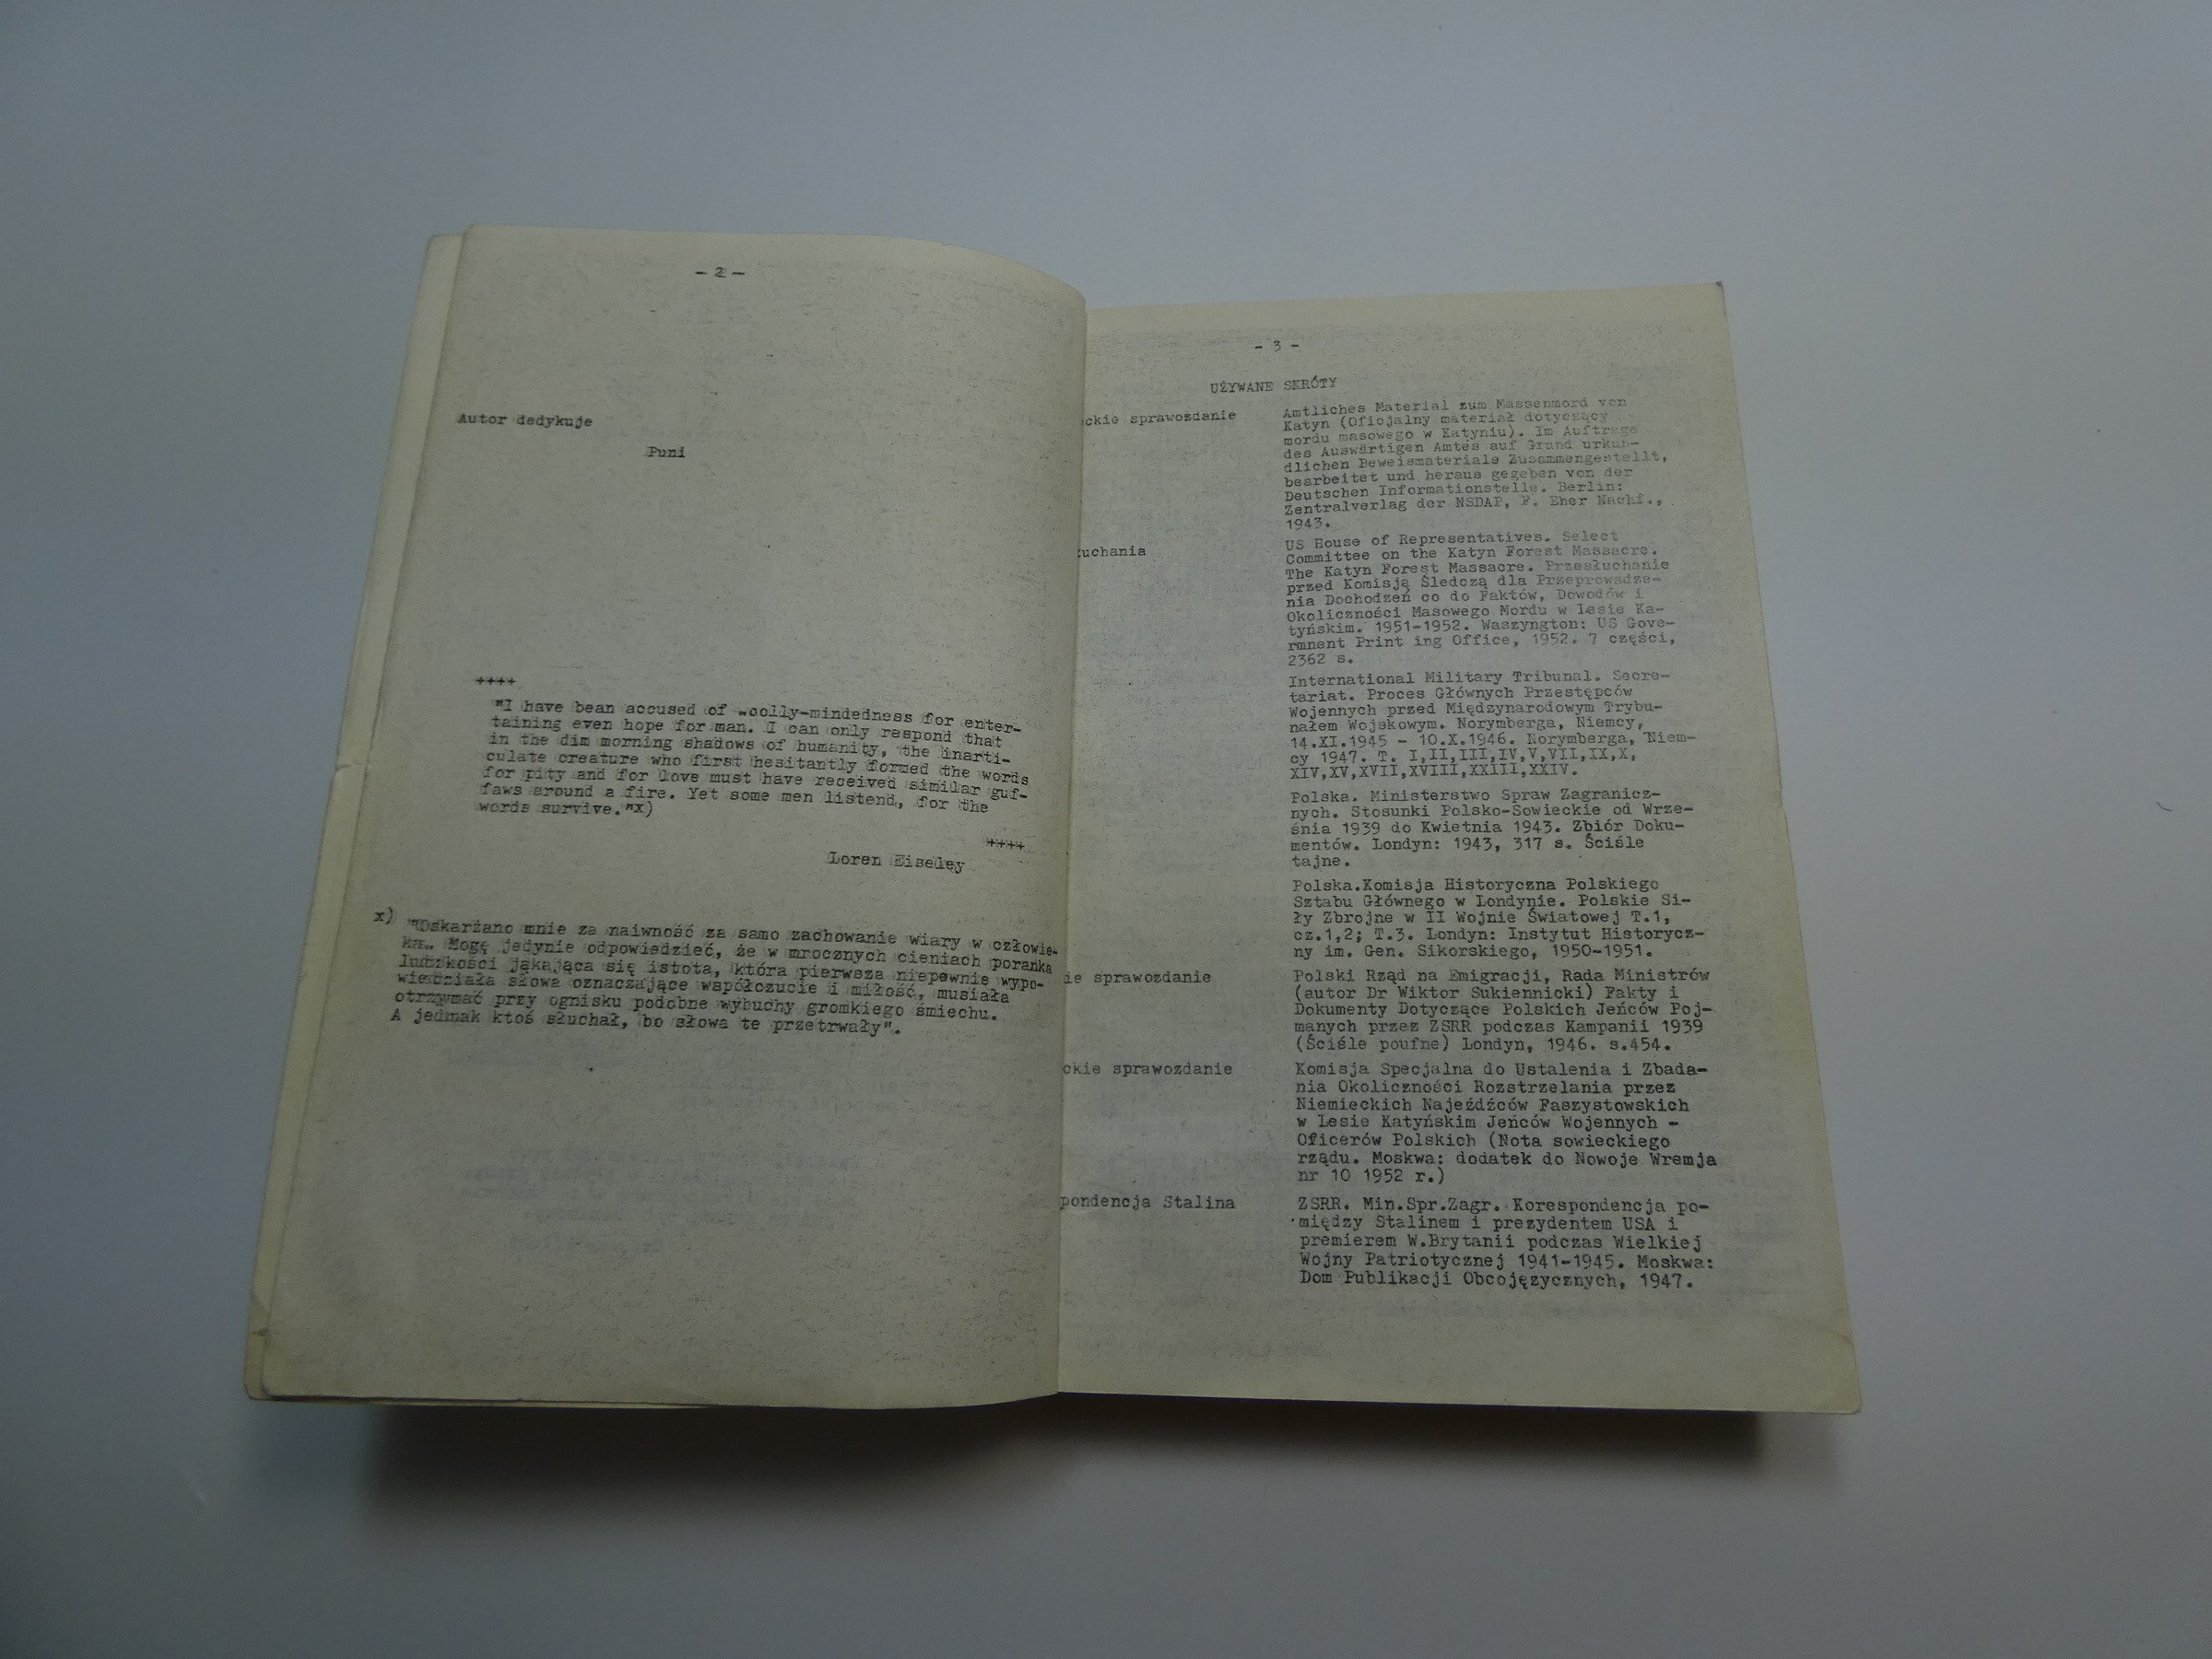 - 2 -
Autor dedykuje
Puni
++++
"I have bean accused of woolly-mindedness for enter-
taining even hope for man. I can only respond that
in the dim morning shadows of humanity, the inarti-
culate creature who first hesitantly formed the words
for pity and for love must have received similar guf-
faws around a fire. Yet some men listend, for the
words survive."x)
++++
Loren Eiseley
x) "Oskarżano mnie za naiwność za samo zachowanie wiary w człowie-
ka. Mogę jedynie odpowiedzieć, że w mrocznych cieniach poranka
ludzkości jąkająca się istota, która pierwsza niepewnie wypo-
wiedziała słowa oznaczające współczucie i miłość, musiała
otrzymać przy ognisku podobne wybuchy gromkiego śmiechu.
A jednak ktoś słuchał, bo słowa te przetrwały".
- 3 -
UŻYWANE SKRÓTY
ckie sprawozdanie
Amtliches Material zum Massenmord von
Katyn (Oficjalny materiał dotyczący
mordu masowego w Katyniu). Im Auftrage
des Auswärtigen Amtes auf Grund urkun-
dlichen Beweismaterials Zusammengestellt,
bearbeitet und heraus gegeben von der
Deutschen Informationstelle. Berlin:
Zentralverlag der NSDAP, F. Eher Nachf.,
1943.
łuchania
US House of Representatives. Select
Committee on the Katyn Forest Massacre.
The Katyn Forest Massacre. Przesłuchanie
przed Komisją Śledczą dla Przeprowadze-
nia Dochodzeń co do Faktów, Dowodów i
Okoliczności Masowego Mordu w Lesie Ka-
tyńskim. 1951-1952. Waszyngton: US Gove-
rmnent Print ing Office, 1952. 7 części,
2362 s.
International Military Tribunal. Secre-
tariat. Proces Głównych Przestępców
Wojennych przed Międzynarodowym Trybu-
nałem Wojskowym. Norymberga, Niemcy,
14.XI.1945 - 10.X.1946. Norymberga, Niem-
cy 1947. T. I,II,III,IV,V,VII,IX,X,
XIV,XV,XVII,XVIII,XXIII,XXIV.
Polska. Ministerstwo Spraw Zagranicz-
nych. Stosunki Polsko-Sowieckie od Wrze-
śnia 1939 do Kwietnia 1943. Zbiór Doku-
mentów. Londyn: 1943, 317 s. Ściśle
tajne.
Polska.Komisja Historyczna Polskiego
Sztabu Głównego w Londynie. Polskie Si-
ły Zbrojne w II Wojnie Światowej T.1,
cz.1,2; T.3. Londyn: Instytut Historycz-
ny im. Gen. Sikorskiego, 1950-1951.
ie sprawozdanie
Polski Rząd na Emigracji, Rada Ministrów
(autor Dr Wiktor Sukiennicki) Fakty i
Dokumenty Dotyczące Polskich Jeńców Poj-
manych przez ZSRR podczas Kampanii 1939
(Ściśle poufne) Londyn, 1946. s.454.
ckie sprawozdanie
Komisja Specjalna do Ustalenia i Zbada-
nia Okoliczności Rozstrzelania przez
Niemieckich Najeźdźców Faszystowskich
w Lesie Katyńskim Jeńców Wojennych -
Oficerów Polskich (Nota sowieckiego
rządu. Moskwa: dodatek do Nowoje Wremja
nr 10 1952 r.)
pondencja Stalina
ZSRR. Min.Spr.Zagr. Korespondencja po-
między Stalinem i prezydentem USA i
premierem W.Brytanii podczas Wielkiej
Wojny Patriotycznej 1941-1945. Moskwa:
Dom Publikacji Obcojęzycznych, 1947.